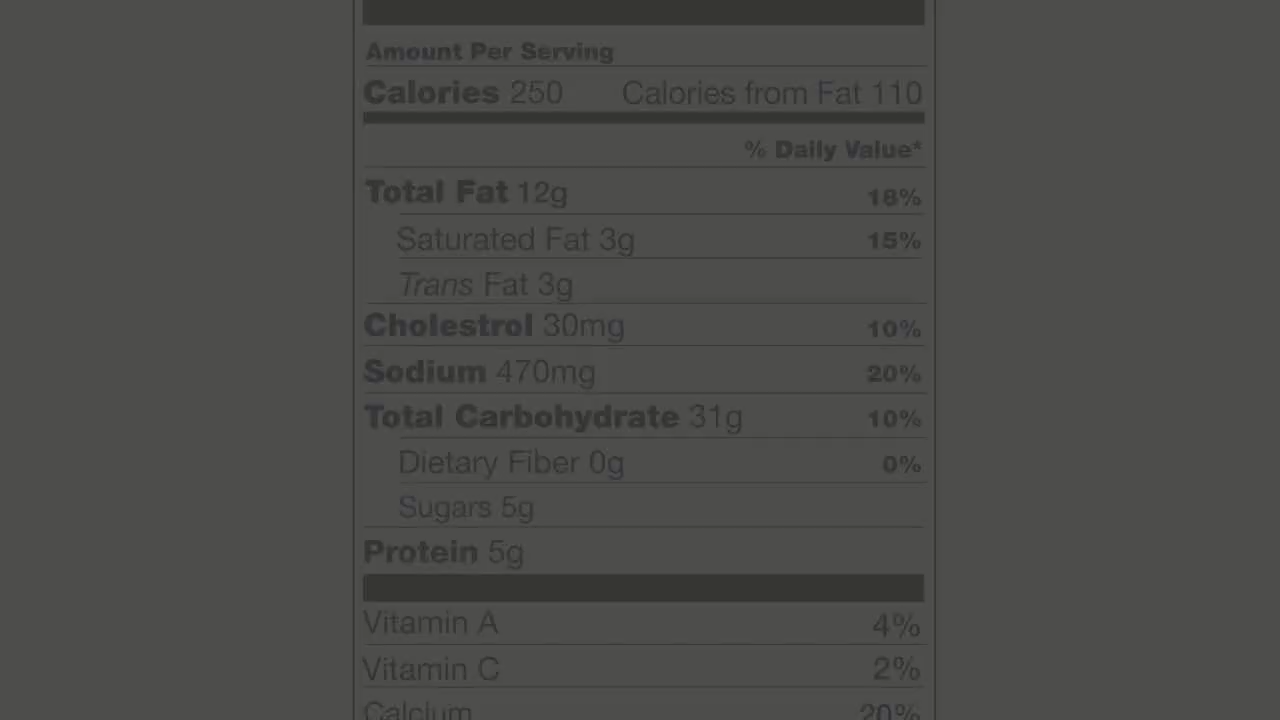 Amount Per Serving
Calories 250 Calories from Fat 110
% Daily Value*
Total Fat 12g 18%
Saturated Fat 3g 15%
Trans Fat 3g
Cholestrol 30mg 10%
Sodium 470mg 20%
Total Carbohydrate 31g 10%
Dietary Fiber 0g 0%
Sugars 5g
Protein 5g
Vitamin A 4%
Vitamin C 2%
Calcium 20%